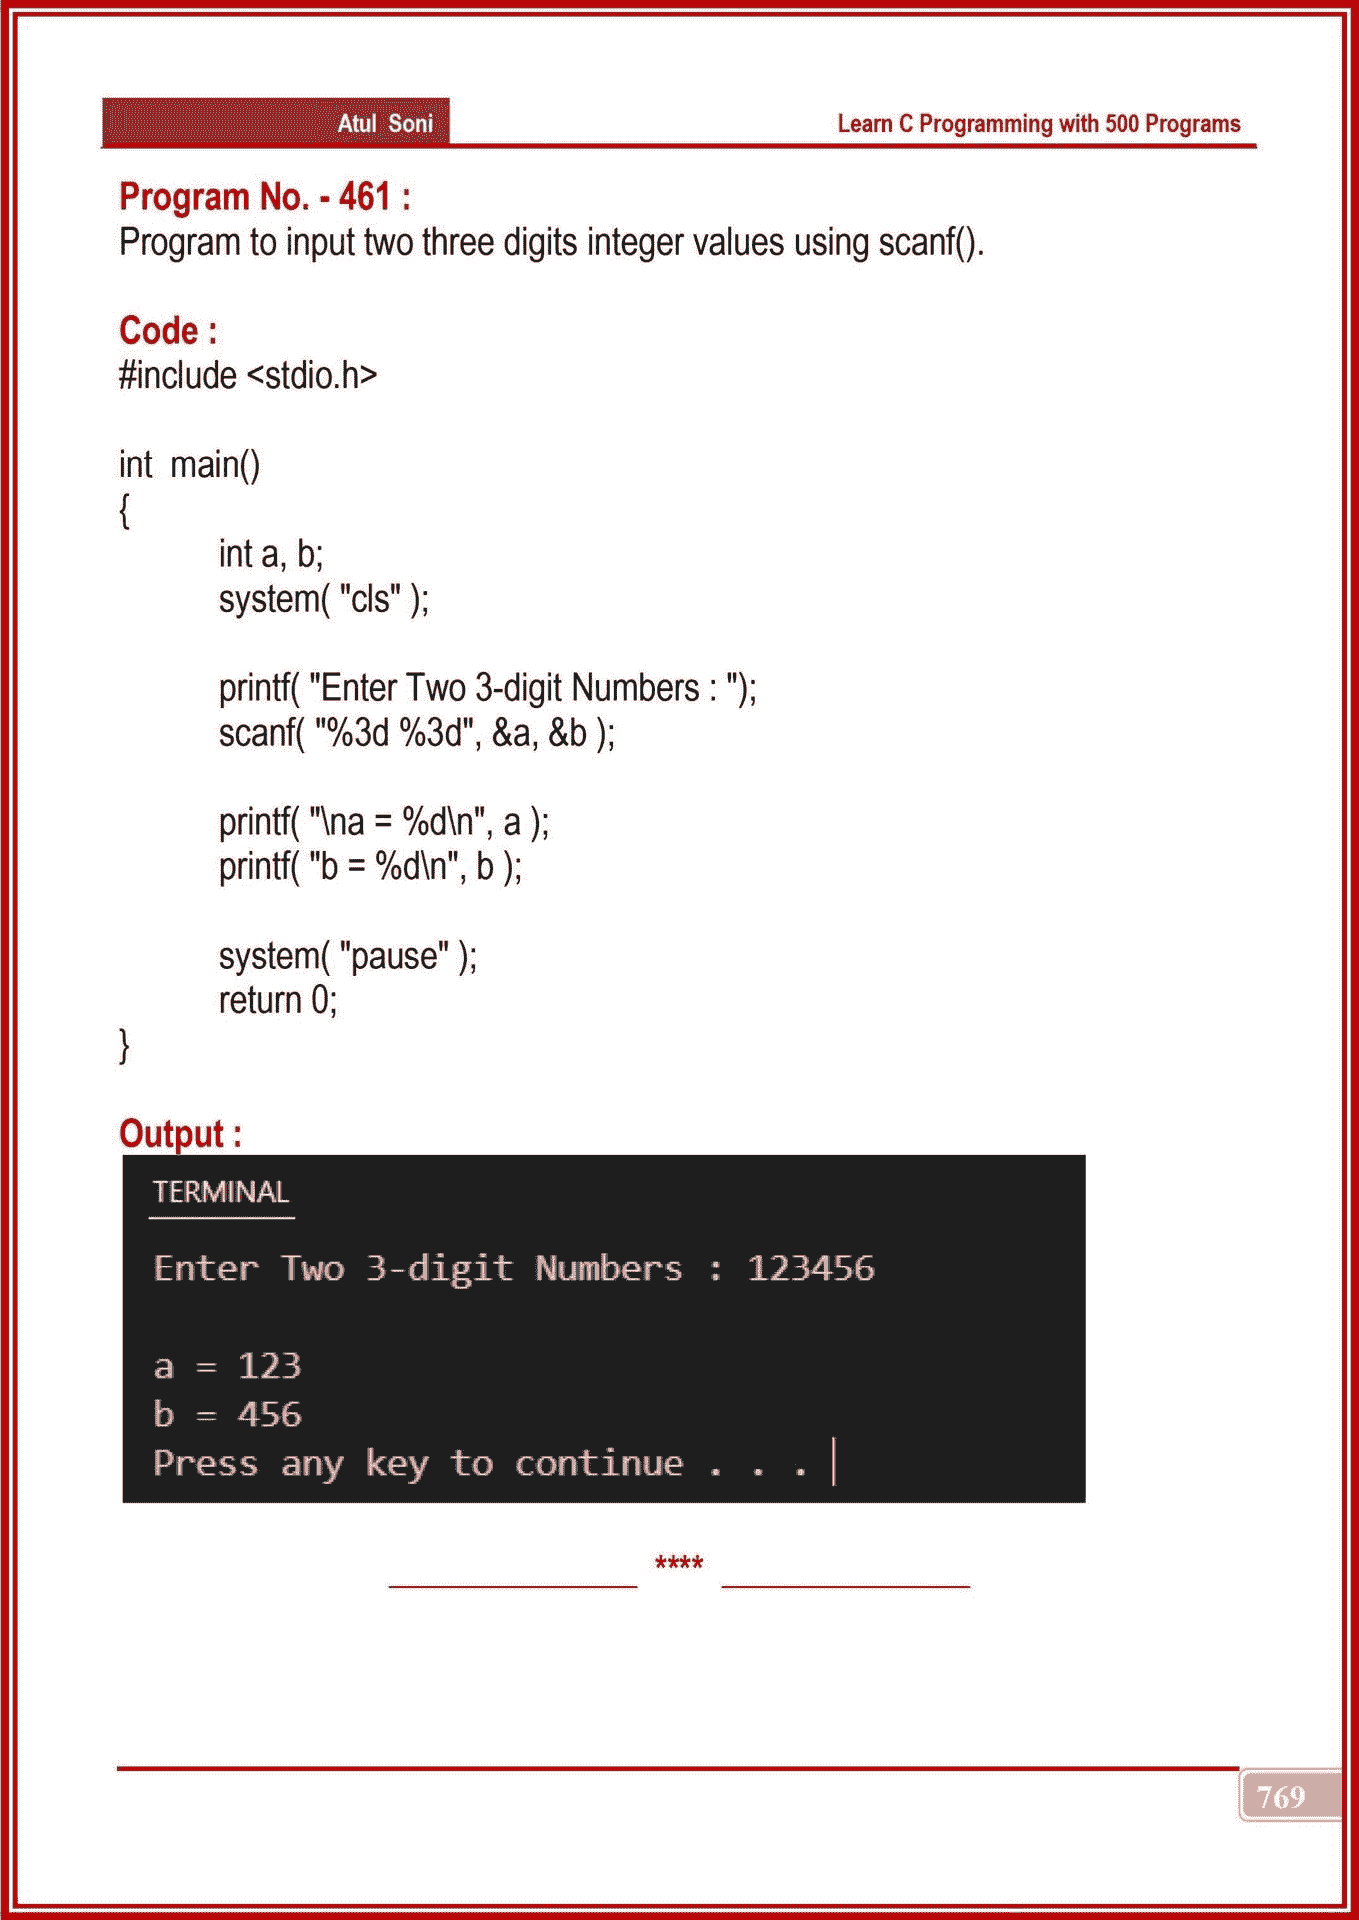 Atul Soni
Learn C Programming with 500 Programs
Program No. - 461 :
Program to input two three digits integer values using scanf().
Code :
#include <stdio.h>
int main()
{
int a, b;
system( "cls" );
printf( "Enter Two 3-digit Numbers : ");
scanf( "%3d %3d", &a, &b );
printf( "\na = %d\n", a );
printf( "b = %d\n", b );
system( "pause" );
return 0;
}
Output :
TERMINAL
Enter Two 3-digit Numbers : 123456
a = 123
b = 456
Press any key to continue . . .
****
769